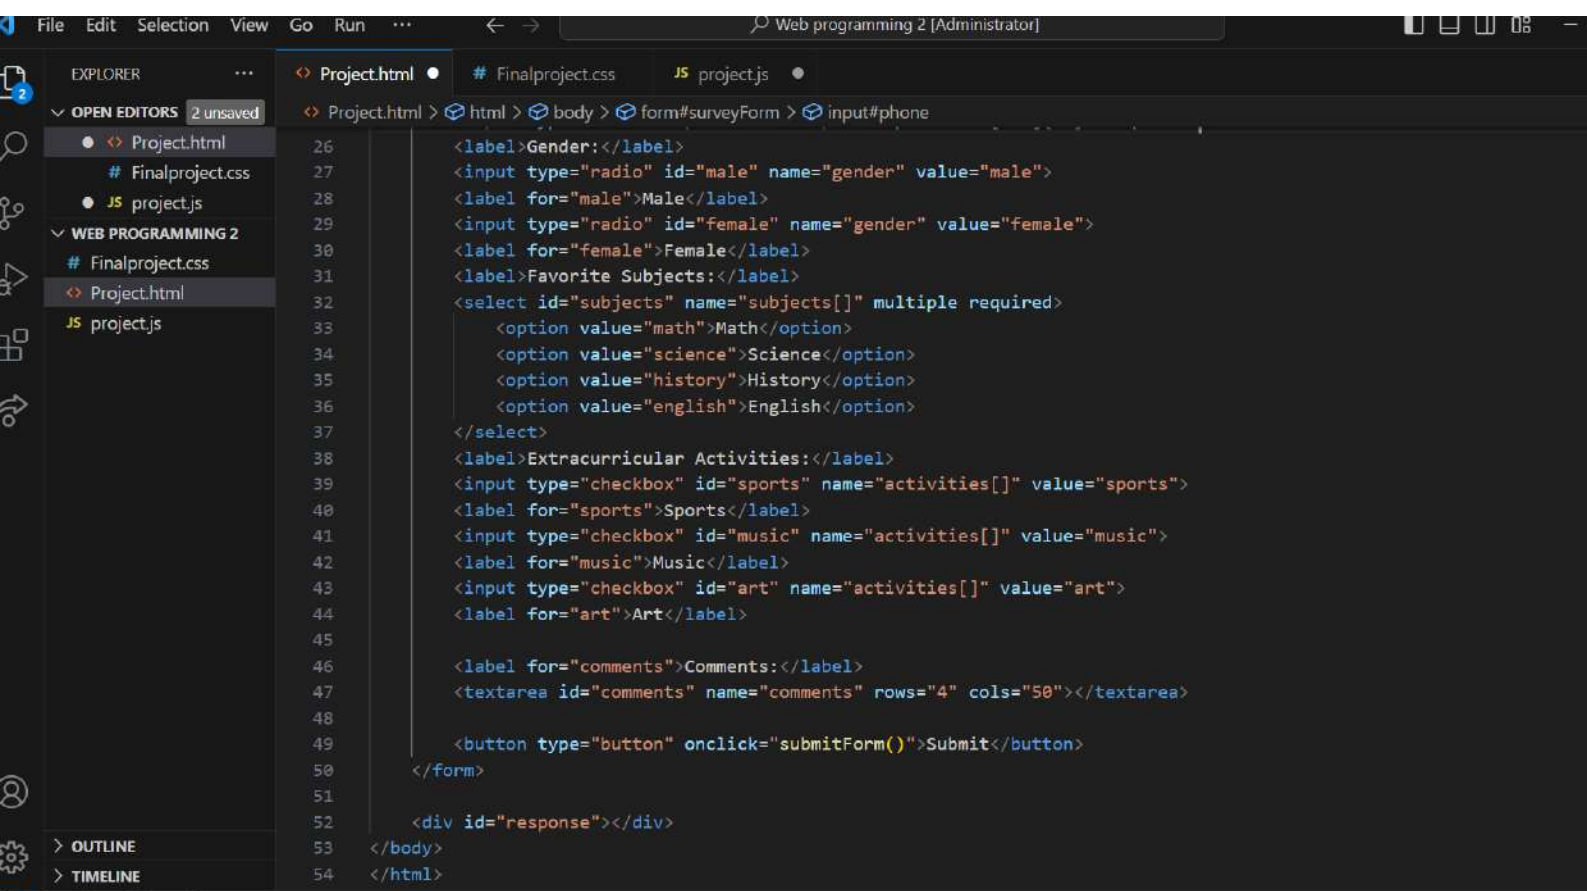 File Edit Selection View Go Run ··· Web programming 2 [Administrator]
EXPLORER ···
OPEN EDITORS 2 unsaved
Project.html
# Finalproject.css
JS project.js
WEB PROGRAMMING 2
# Finalproject.css
Project.html
JS project.js
OUTLINE
TIMELINE
2
Project.html # Finalproject.css JS project.js
Project.html > html > body > form#surveyForm > input#phone
26 <label>Gender:</label>
27 <input type="radio" id="male" name="gender" value="male">
28 <label for="male">Male</label>
29 <input type="radio" id="female" name="gender" value="female">
30 <label for="female">Female</label>
31 <label>Favorite Subjects:</label>
32 <select id="subjects" name="subjects[]" multiple required>
33 <option value="math">Math</option>
34 <option value="science">Science</option>
35 <option value="history">History</option>
36 <option value="english">English</option>
37 </select>
38 <label>Extracurricular Activities:</label>
39 <input type="checkbox" id="sports" name="activities[]" value="sports">
40 <label for="sports">Sports</label>
41 <input type="checkbox" id="music" name="activities[]" value="music">
42 <label for="music">Music</label>
43 <input type="checkbox" id="art" name="activities[]" value="art">
44 <label for="art">Art</label>
45
46 <label for="comments">Comments:</label>
47 <textarea id="comments" name="comments" rows="4" cols="50"></textarea>
48
49 <button type="button" onclick="submitForm()">Submit</button>
50 </form>
51
52 <div id="response"></div>
53 </body>
54 </html>